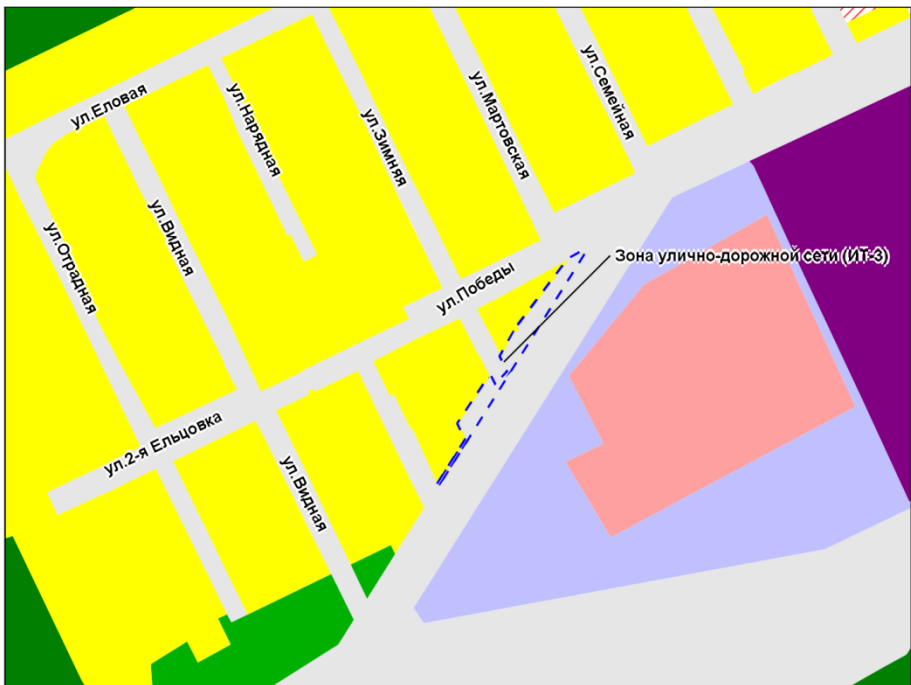 ул.Еловая
ул.Нарядная
ул.Зимняя
ул.Мартовская
ул.Семейная
ул.Отрадная
ул.Видная
ул.Победы
Зона улично-дорожной сети (ИТ-3)
ул.2-я Ельцовка
ул.Видная